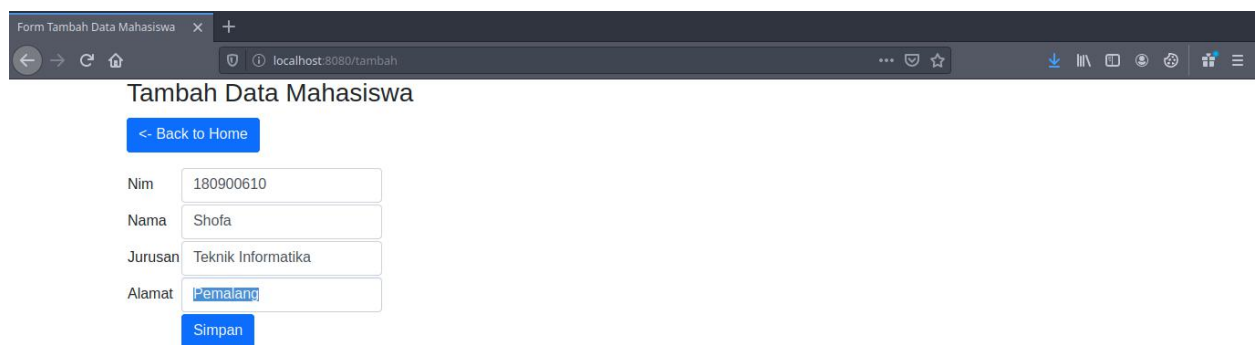 Form Tambah Data Mahasiswa
localhost:8080/tambah
Tambah Data Mahasiswa
<- Back to Home
Nim 180900610
Nama Shofa
Jurusan Teknik Informatika
Alamat Pemalang
Simpan